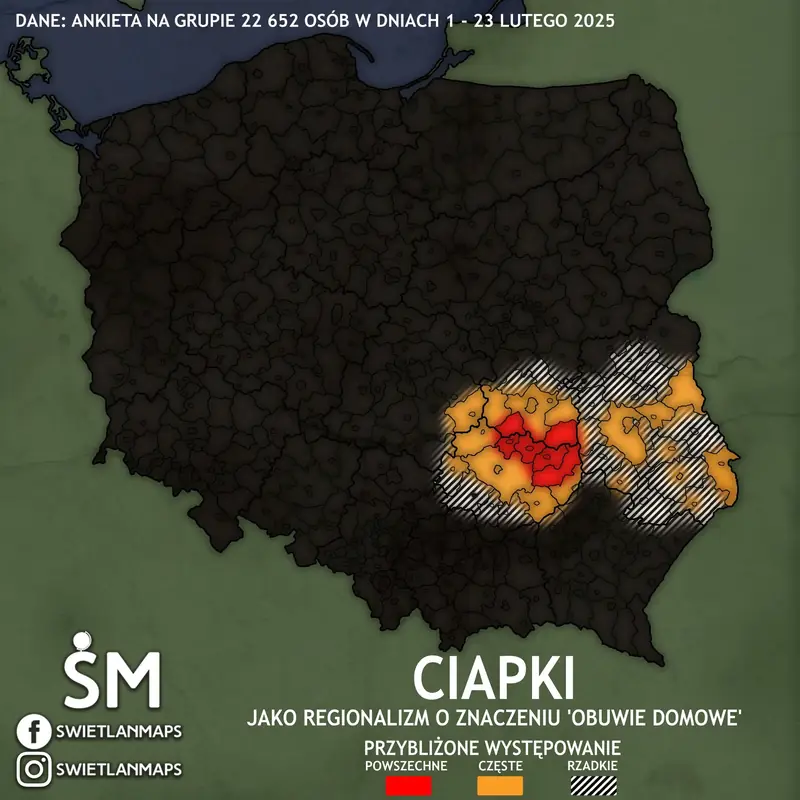 DANE: ANKIETA NA GRUPIE 22 652 OSÓB W DNIACH 1 - 23 LUTEGO 2025
ŚM
SWIETLANMAPS
SWIETLANMAPS
CIAPKI
JAKO REGIONALIZM O ZNACZENIU 'OBUWIE DOMOWE'
PRZYBLIŻONE WYSTĘPOWANIE
POWSZECHNE CZĘSTE RZADKIE